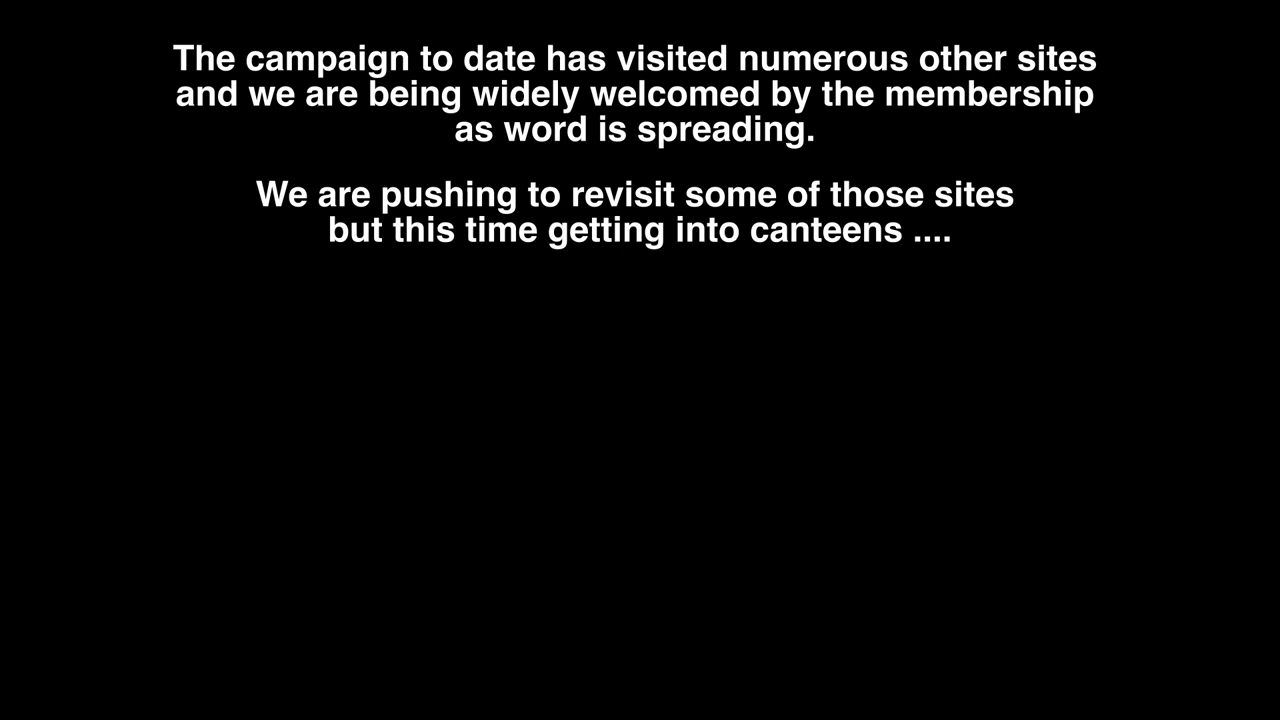 The campaign to date has visited numerous other sites
and we are being widely welcomed by the membership
as word is spreading.
We are pushing to revisit some of those sites
but this time getting into canteens ....